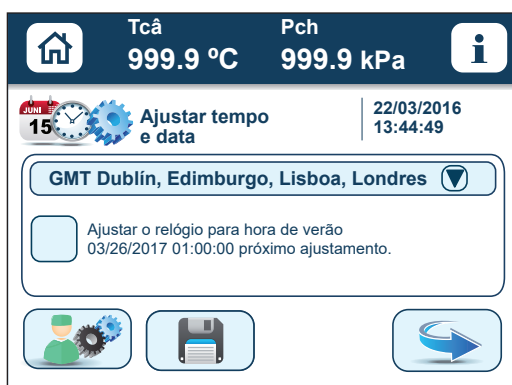 Tcâ
999.9 ºC
Pch
999.9 kPa
i
JUNI
15
Ajustar tempo
e data
22/03/2016
13:44:49
GMT Dublín, Edimburgo, Lisboa, Londres
Ajustar o relógio para hora de verão
03/26/2017 01:00:00 próximo ajustamento.